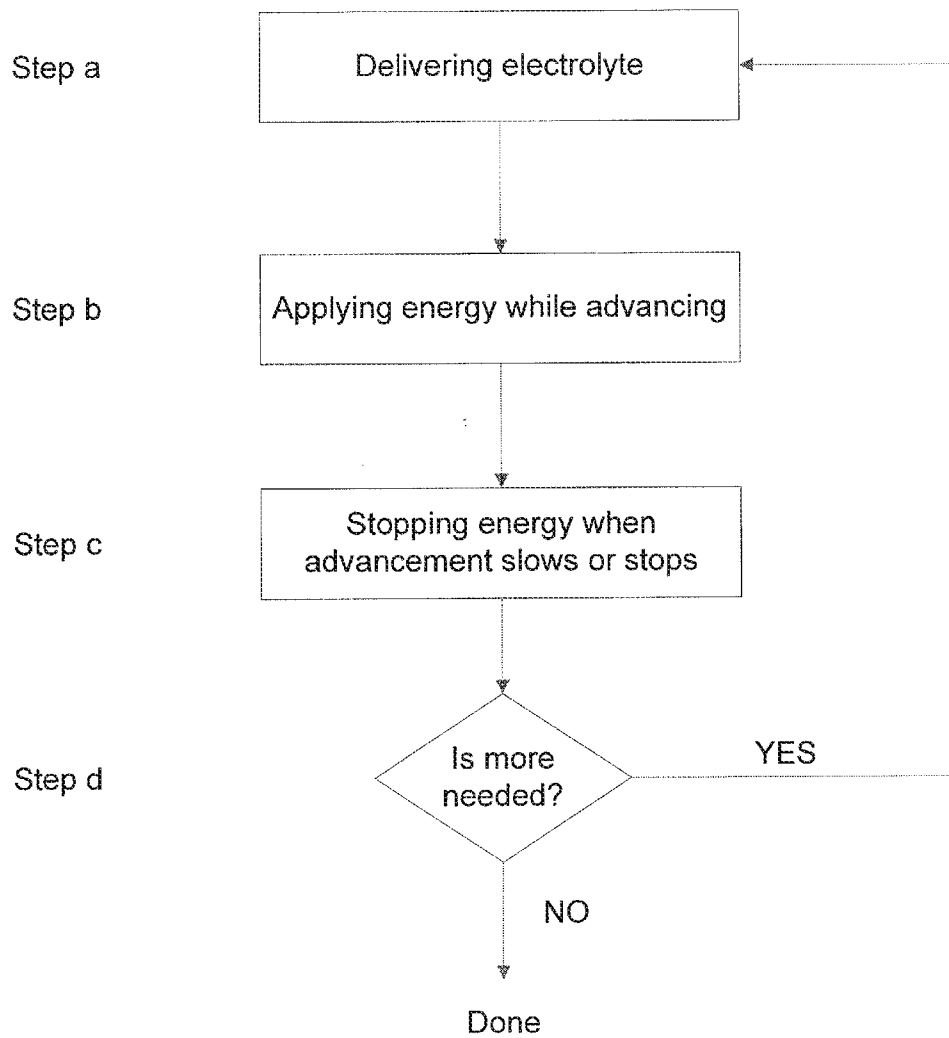 Step a
Delivering electrolyte
Step b
Applying energy while advancing
Step c
Stopping energy when
advancement slows or stops
Step d
Is more
needed?
YES
NO
Done